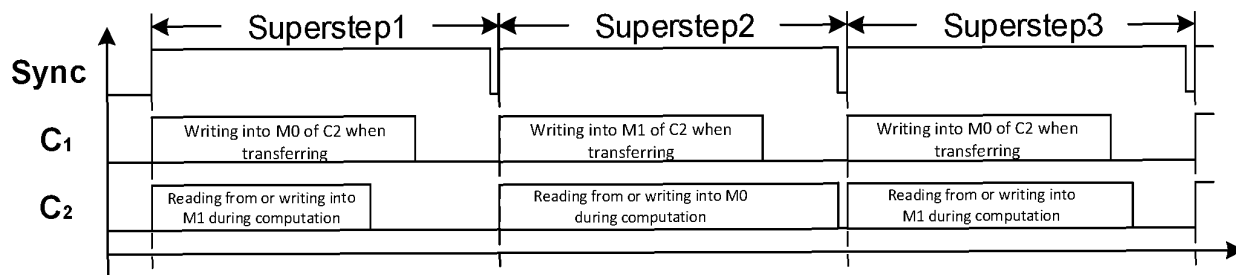 Superstep1 Superstep2 Superstep3
Sync
C1
Writing into M0 of C2 when
transferring
Writing into M1 of C2 when
transferring
Writing into M0 of C2 when
transferring
C2
Reading from or writing into
M1 during computation
Reading from or writing into M0
during computation
Reading from or writing into
M1 during computation